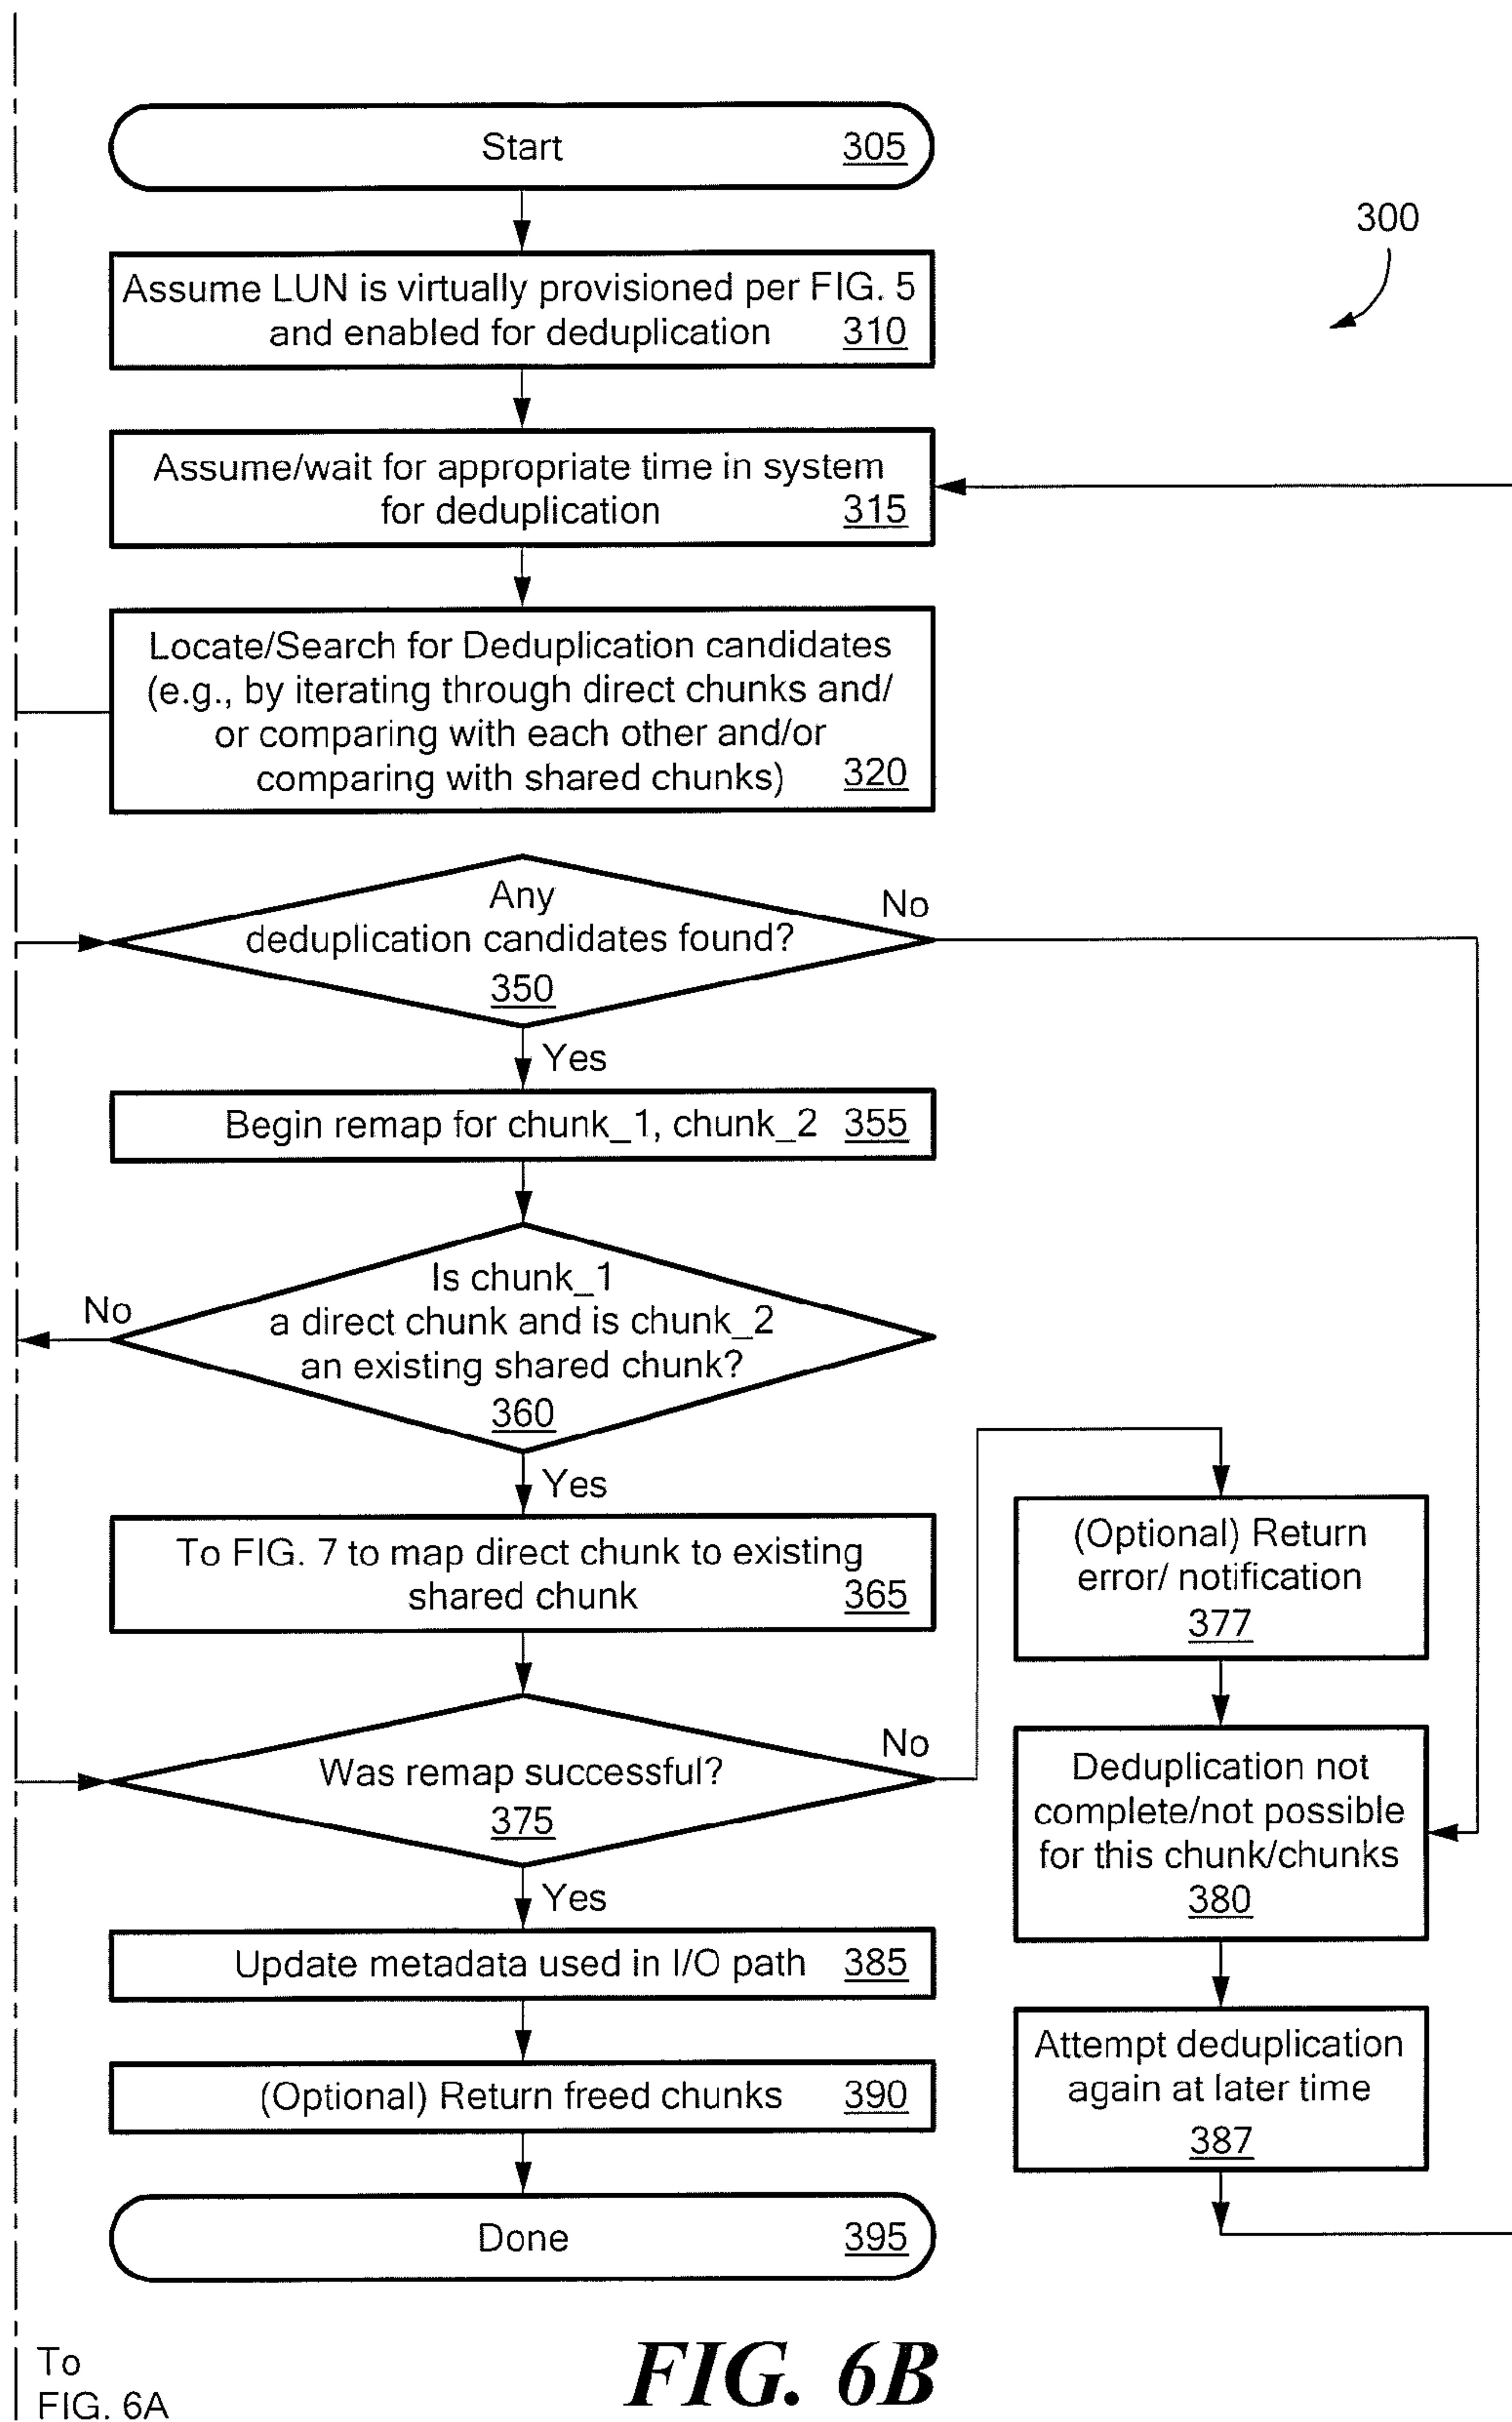 Start 305
300
Assume LUN is virtually provisioned per FIG. 5
and enabled for deduplication 310
Assume/wait for appropriate time in system
for deduplication 315
Locate/Search for Deduplication candidates
(e.g., by iterating through direct chunks and/
or comparing with each other and/or
comparing with shared chunks) 320
Any
deduplication candidates found?
350
No
Yes
Begin remap for chunk_1, chunk_2 355
Is chunk_1
a direct chunk and is chunk_2
an existing shared chunk?
360
No
Yes
To FIG. 7 to map direct chunk to existing
shared chunk 365
Was remap successful?
375
No
Yes
(Optional) Return
error/ notification
377
Deduplication not
complete/not possible
for this chunk/chunks
380
Attempt deduplication
again at later time
387
Update metadata used in I/O path 385
(Optional) Return freed chunks 390
Done 395
To
FIG. 6A
FIG. 6B